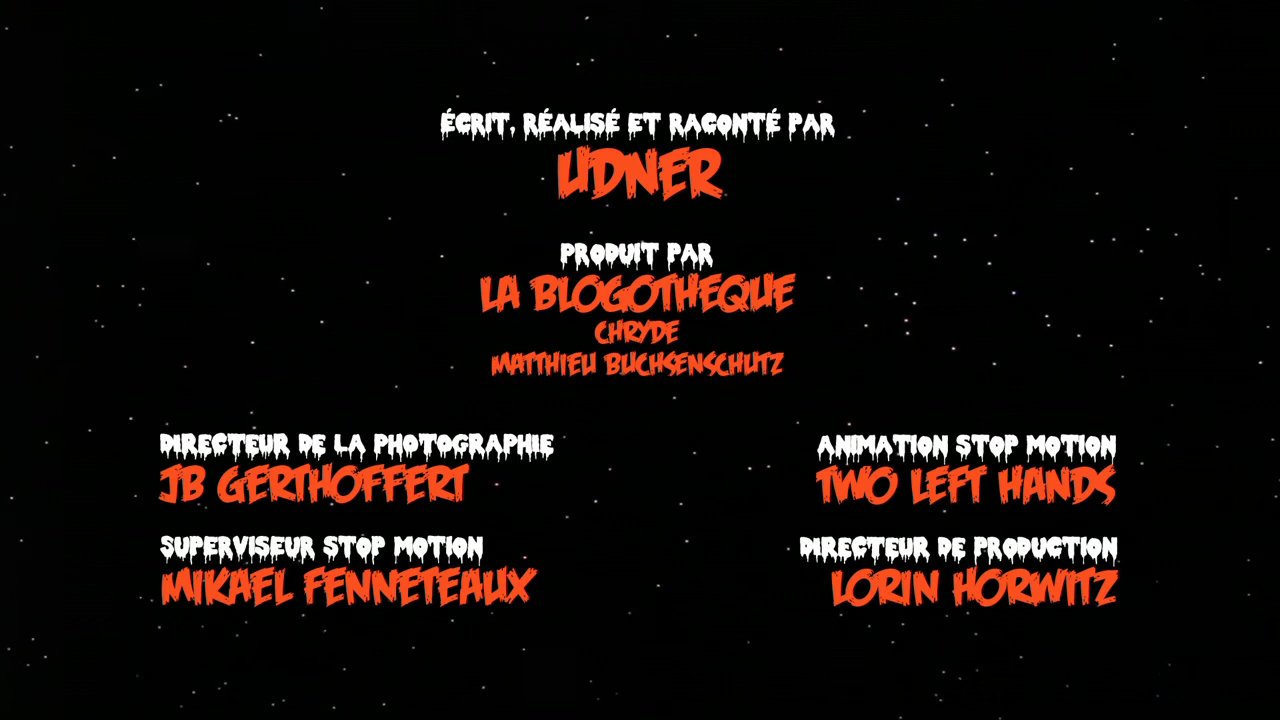 ÉCRIT, RÉALISÉ ET RACONTÉ PAR
UDNER
PRODUIT PAR
LA BLOGOTHEQUE
CHRYDE
MATTHIEU BUCHSENSCHUTZ
DIRECTEUR DE LA PHOTOGRAPHIE
JB GERTHOFFERT
SUPERVISEUR STOP MOTION
MIKAEL FENNETEAUX
ANIMATION STOP MOTION
TWO LEFT HANDS
DIRECTEUR DE PRODUCTION
LORIN HORWITZ